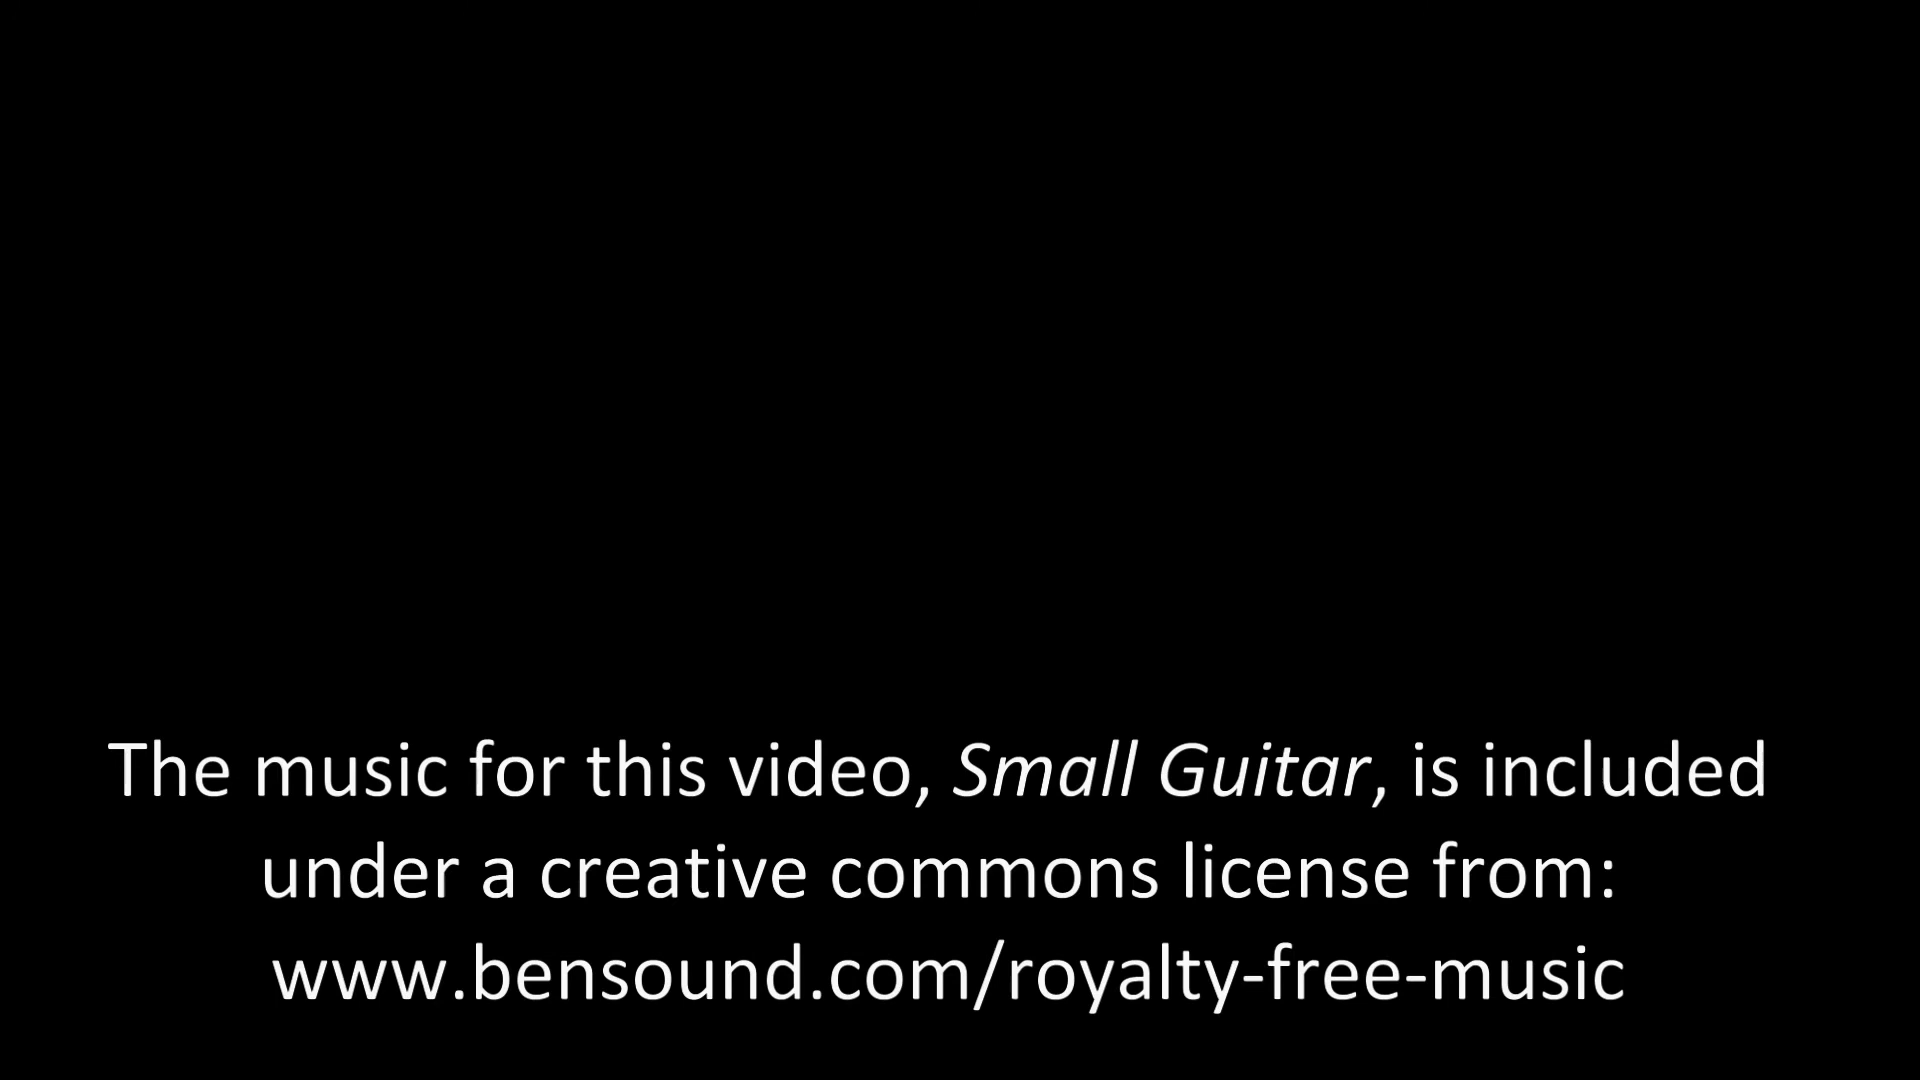 The music for this video, Small Guitar, is included
under a creative commons license from:
www.bensound.com/royalty-free-music